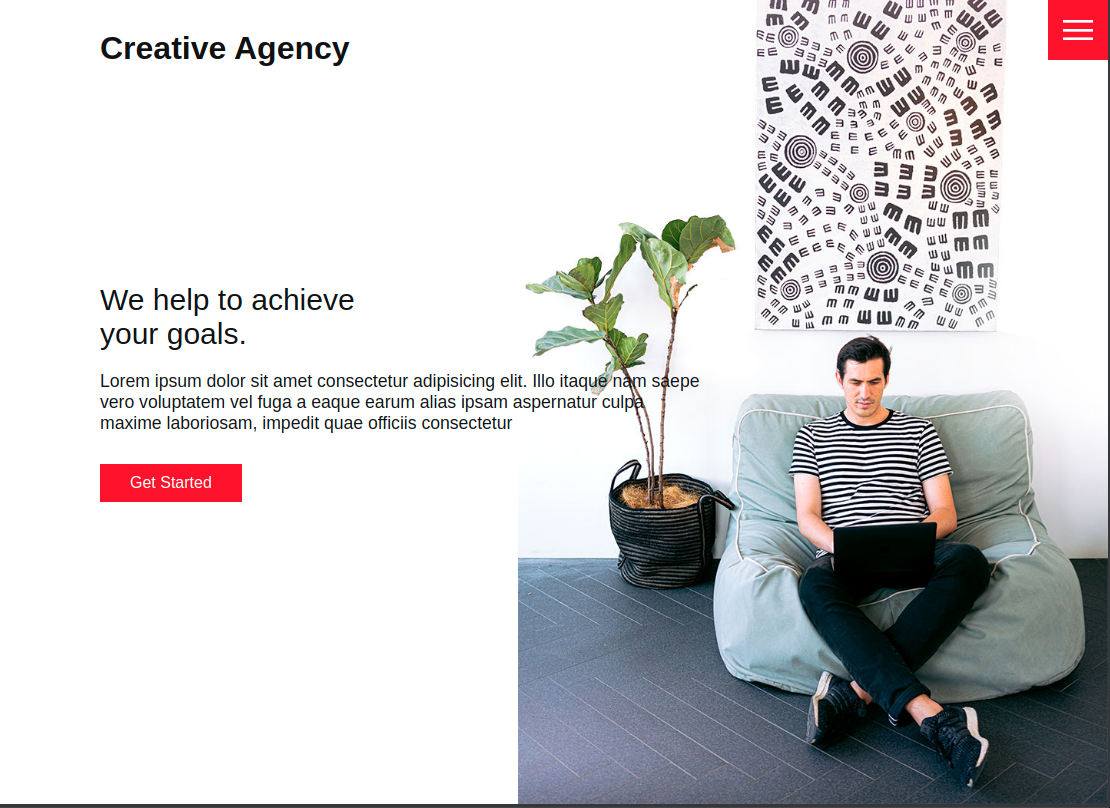 Creative Agency
We help to achieve
your goals.
Lorem ipsum dolor sit amet consectetur adipisicing elit. Illo itaque nam saepe
vero voluptatem vel fuga a eaque earum alias ipsam aspernatur culpa
maxime laboriosam, impedit quae officiis consectetur
Get Started